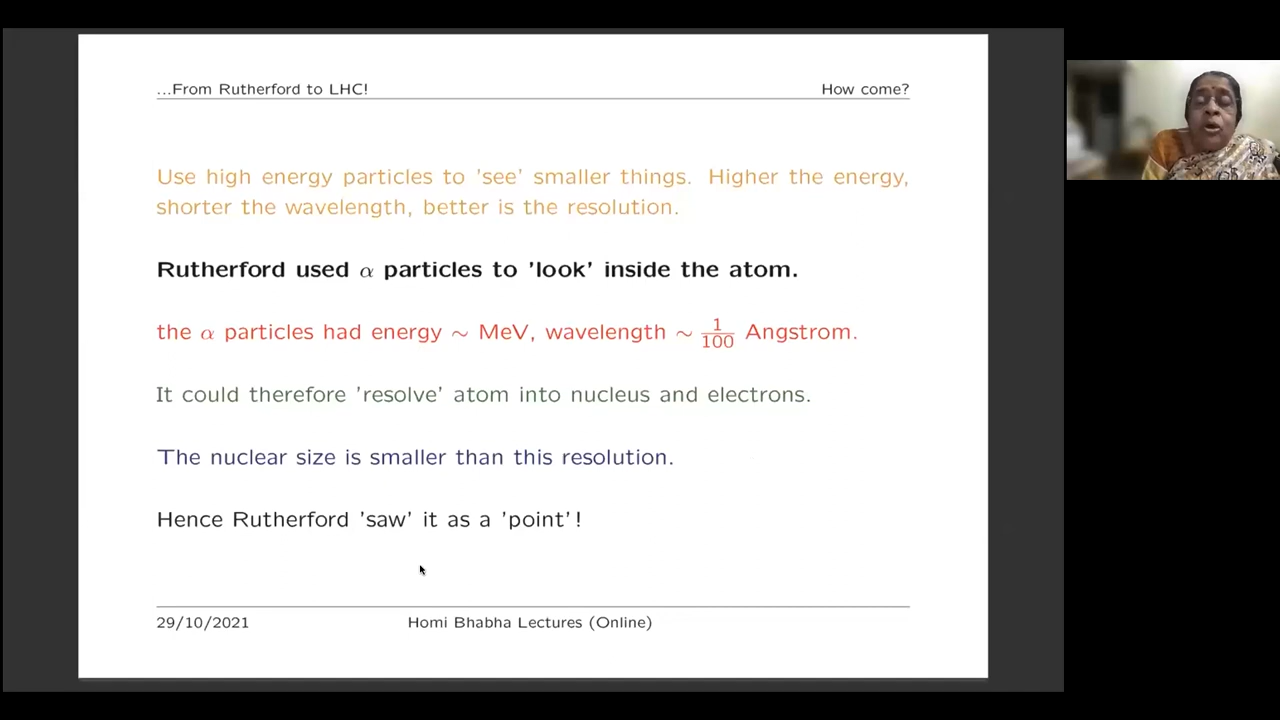 ...From Rutherford to LHC! How come?
Use high energy particles to 'see' smaller things. Higher the energy,
shorter the wavelength, better is the resolution.
Rutherford used α particles to 'look' inside the atom.
the α particles had energy ∼ MeV, wavelength ∼ 1/100 Angstrom.
It could therefore 'resolve' atom into nucleus and electrons.
The nuclear size is smaller than this resolution.
Hence Rutherford 'saw' it as a 'point'!
29/10/2021 Homi Bhabha Lectures (Online)